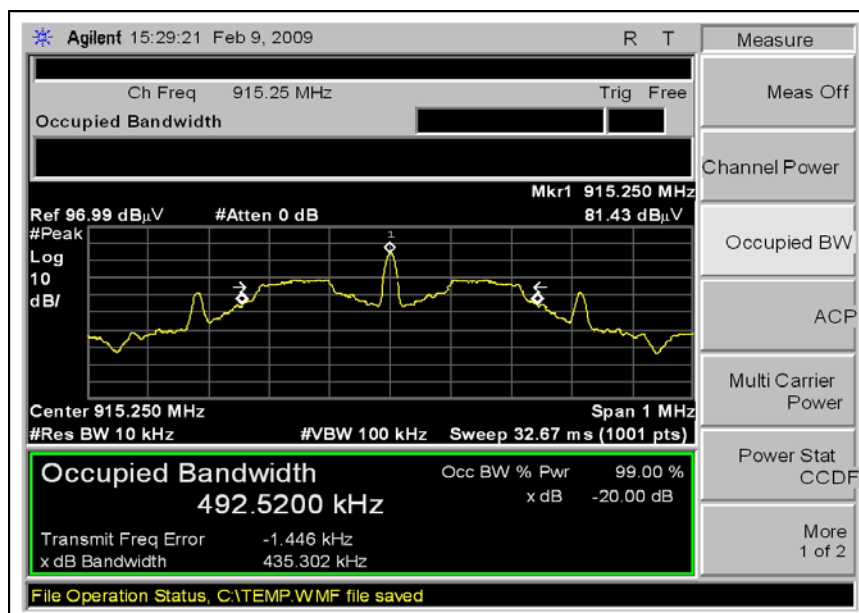 Agilent 15:29:21 Feb 9, 2009 R T
Measure
Ch Freq 915.25 MHz Trig Free
Occupied Bandwidth
Meas Off
Channel Power
Mkr1 915.250 MHz
Ref 96.99 dBµV #Atten 0 dB 81.43 dBµV
#Peak
Log
10
dB/
1
Occupied BW
ACP
Multi Carrier
Power
Center 915.250 MHz Span 1 MHz
#Res BW 10 kHz #VBW 100 kHz Sweep 32.67 ms (1001 pts)
Occupied Bandwidth
492.5200 kHz
Occ BW % Pwr 99.00 %
x dB -20.00 dB
Transmit Freq Error -1.446 kHz
x dB Bandwidth 435.302 kHz
Power Stat
CCDF
More
1 of 2
File Operation Status, C:\TEMP.WMF file saved